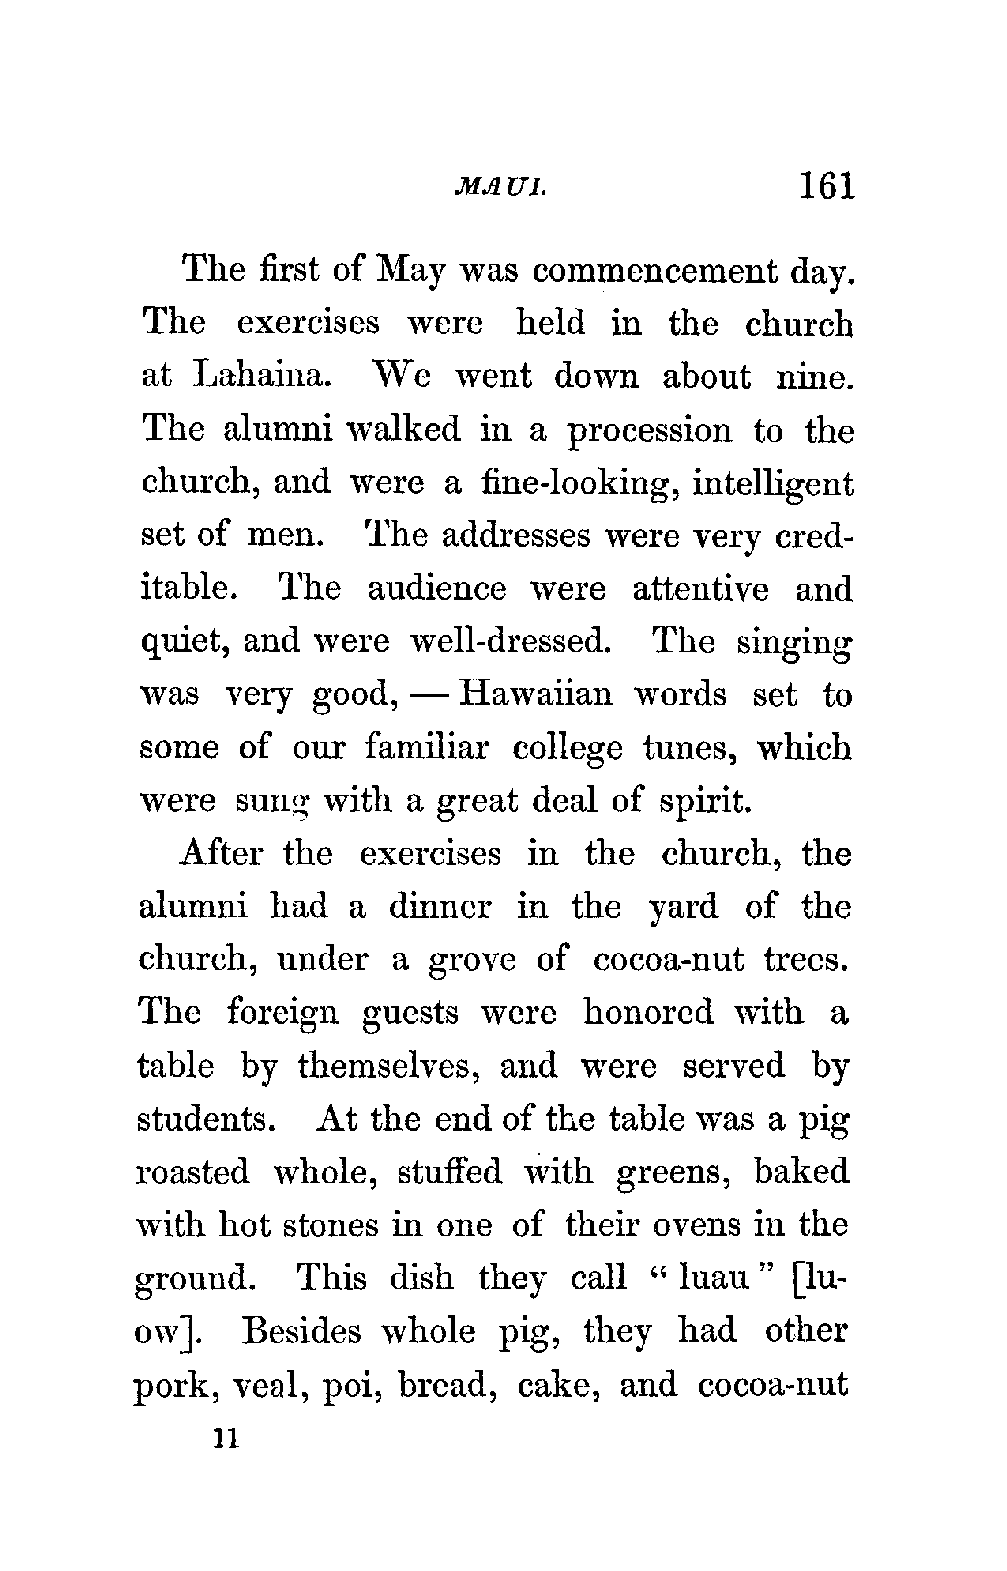 MAUI. 161
The first of May was commencement day.
The exercises were held in the church
at Lahaina. We went down about nine.
The alumni walked in a procession to the
church, and were a fine-looking, intelligent
set of men. The addresses were very cred-
itable. The audience were attentive and
quiet, and were well-dressed. The singing
was very good, — Hawaiian words set to
some of our familiar college tunes, which
were sung with a great deal of spirit.
After the exercises in the church, the
alumni had a dinner in the yard of the
church, under a grove of cocoa-nut trees.
The foreign guests were honored with a
table by themselves, and were served by
students. At the end of the table was a pig
roasted whole, stuffed with greens, baked
with hot stones in one of their ovens in the
ground. This dish they call “ luau ” [lu-
ow]. Besides whole pig, they had other
pork, veal, poi, bread, cake, and cocoa-nut
11